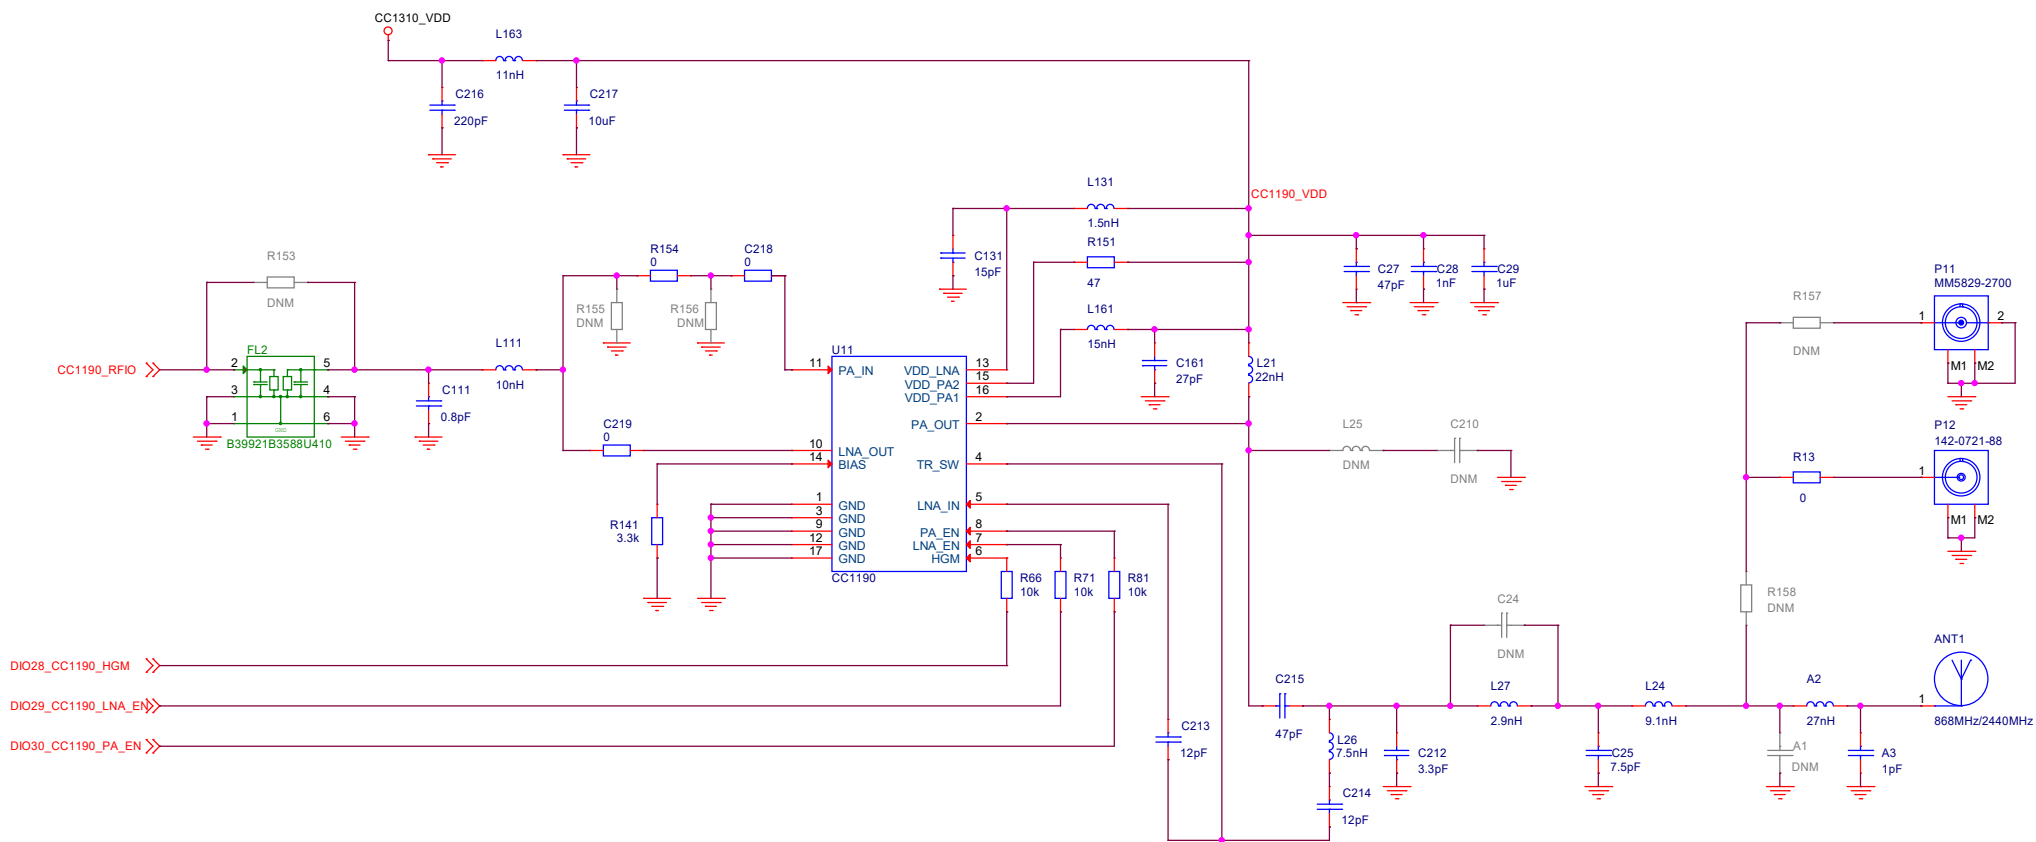 CC1310_VDD
L163
11nH
C216
220pF
C217
10uF
L131
1.5nH
CC1190_VDD
R151
47
C131
15pF
L161
15nH
C161
27pF
C27
47pF
C28
1nF
C29
1uF
L21
22nH
R153
DNM
R154
0
C218
0
R155
DNM
R156
DNM
CC1190_RFIO
FL2
2
3
1
5
4
6
B39921B3588U410
C111
0.8pF
L111
10nH
C219
0
R141
3.3k
U11
11 PA_IN
10 LNA_OUT
14 BIAS
1 GND
3 GND
9 GND
12 GND
17 GND
VDD_LNA 13
VDD_PA2 15
VDD_PA1 16
PA_OUT 2
TR_SW 4
LNA_IN 5
PA_EN 8
LNA_EN 7
HGM 6
CC1190
R66
10k
R71
10k
R81
10k
L25
DNM
C210
DNM
R157
DNM
P11
MM5829-2700
1
2
M1 M2
P12
142-0721-88
R13
0
1
M1 M2
R158
DNM
DIO28_CC1190_HGM
DIO29_CC1190_LNA_EN
DIO30_CC1190_PA_EN
C213
12pF
C215
47pF
L26
7.5nH
C214
12pF
C212
3.3pF
C24
DNM
L27
2.9nH
C25
7.5pF
L24
9.1nH
A1
DNM
A2
27nH
A3
1pF
ANT1
1
868MHz/2440MHz